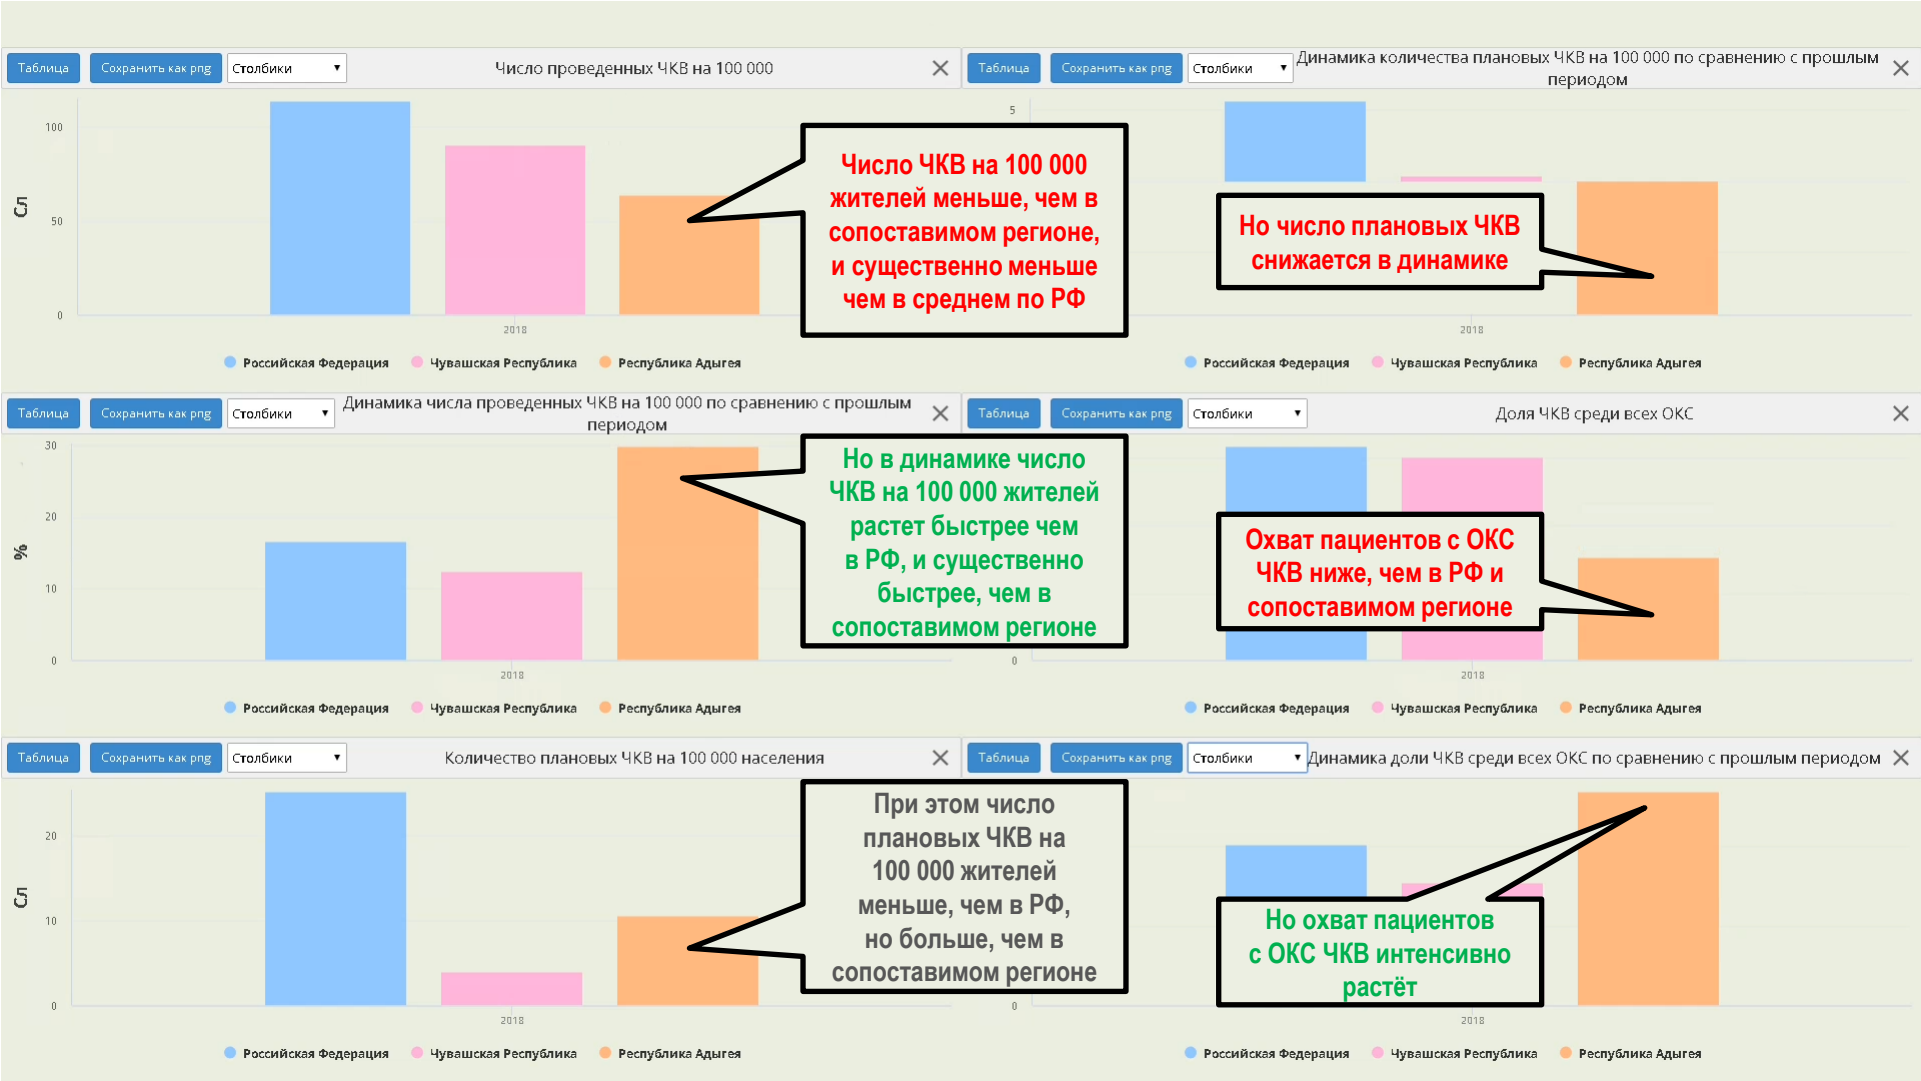 Таблица
Сохранить как png
Столбики
Число проведенных ЧКВ на 100 000
Сл
100
50
0
2018
Российская Федерация
Чувашская Республика
Республика Адыгея
Число ЧКВ на 100 000
жителей меньше, чем в
сопоставимом регионе,
и существенно меньше
чем в среднем по РФ
Таблица
Сохранить как png
Столбики
Динамика количества плановых ЧКВ на 100 000 по сравнению с прошлым
периодом
5
2018
Российская Федерация
Чувашская Республика
Республика Адыгея
Но число плановых ЧКВ
снижается в динамике
Таблица
Сохранить как png
Столбики
Динамика числа проведенных ЧКВ на 100 000 по сравнению с прошлым
периодом
%
30
20
10
0
2018
Российская Федерация
Чувашская Республика
Республика Адыгея
Но в динамике число
ЧКВ на 100 000 жителей
растет быстрее чем
в РФ, и существенно
быстрее, чем в
сопоставимом регионе
Таблица
Сохранить как png
Столбики
Доля ЧКВ среди всех ОКС
0
2018
Российская Федерация
Чувашская Республика
Республика Адыгея
Охват пациентов с ОКС
ЧКВ ниже, чем в РФ и
сопоставимом регионе
Таблица
Сохранить как png
Столбики
Количество плановых ЧКВ на 100 000 населения
Сл
20
10
0
2018
Российская Федерация
Чувашская Республика
Республика Адыгея
При этом число
плановых ЧКВ на
100 000 жителей
меньше, чем в РФ,
но больше, чем в
сопоставимом регионе
Таблица
Сохранить как png
Столбики
Динамика доли ЧКВ среди всех ОКС по сравнению с прошлым периодом
0
2018
Российская Федерация
Чувашская Республика
Республика Адыгея
Но охват пациентов
с ОКС ЧКВ интенсивно
растёт